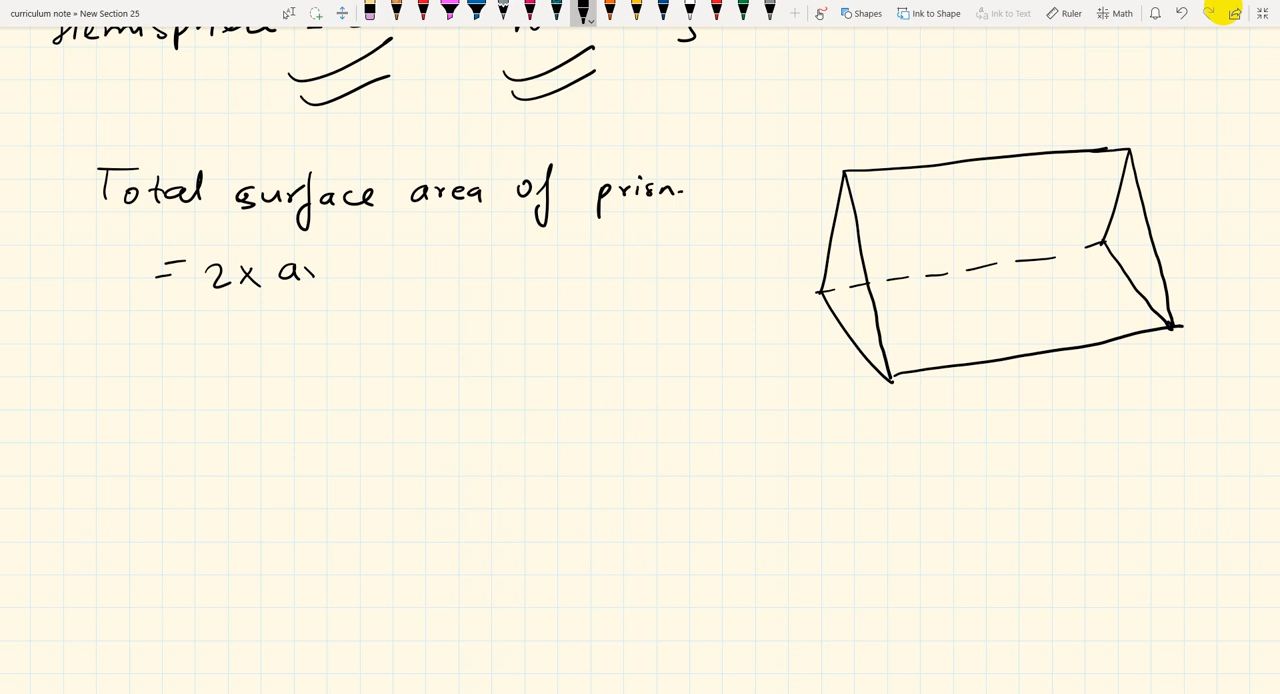 curriculum note » New Section 25
Shapes Ink to Shape Ink to Text Ruler Math
Total surface area of prism.
= 2 x a